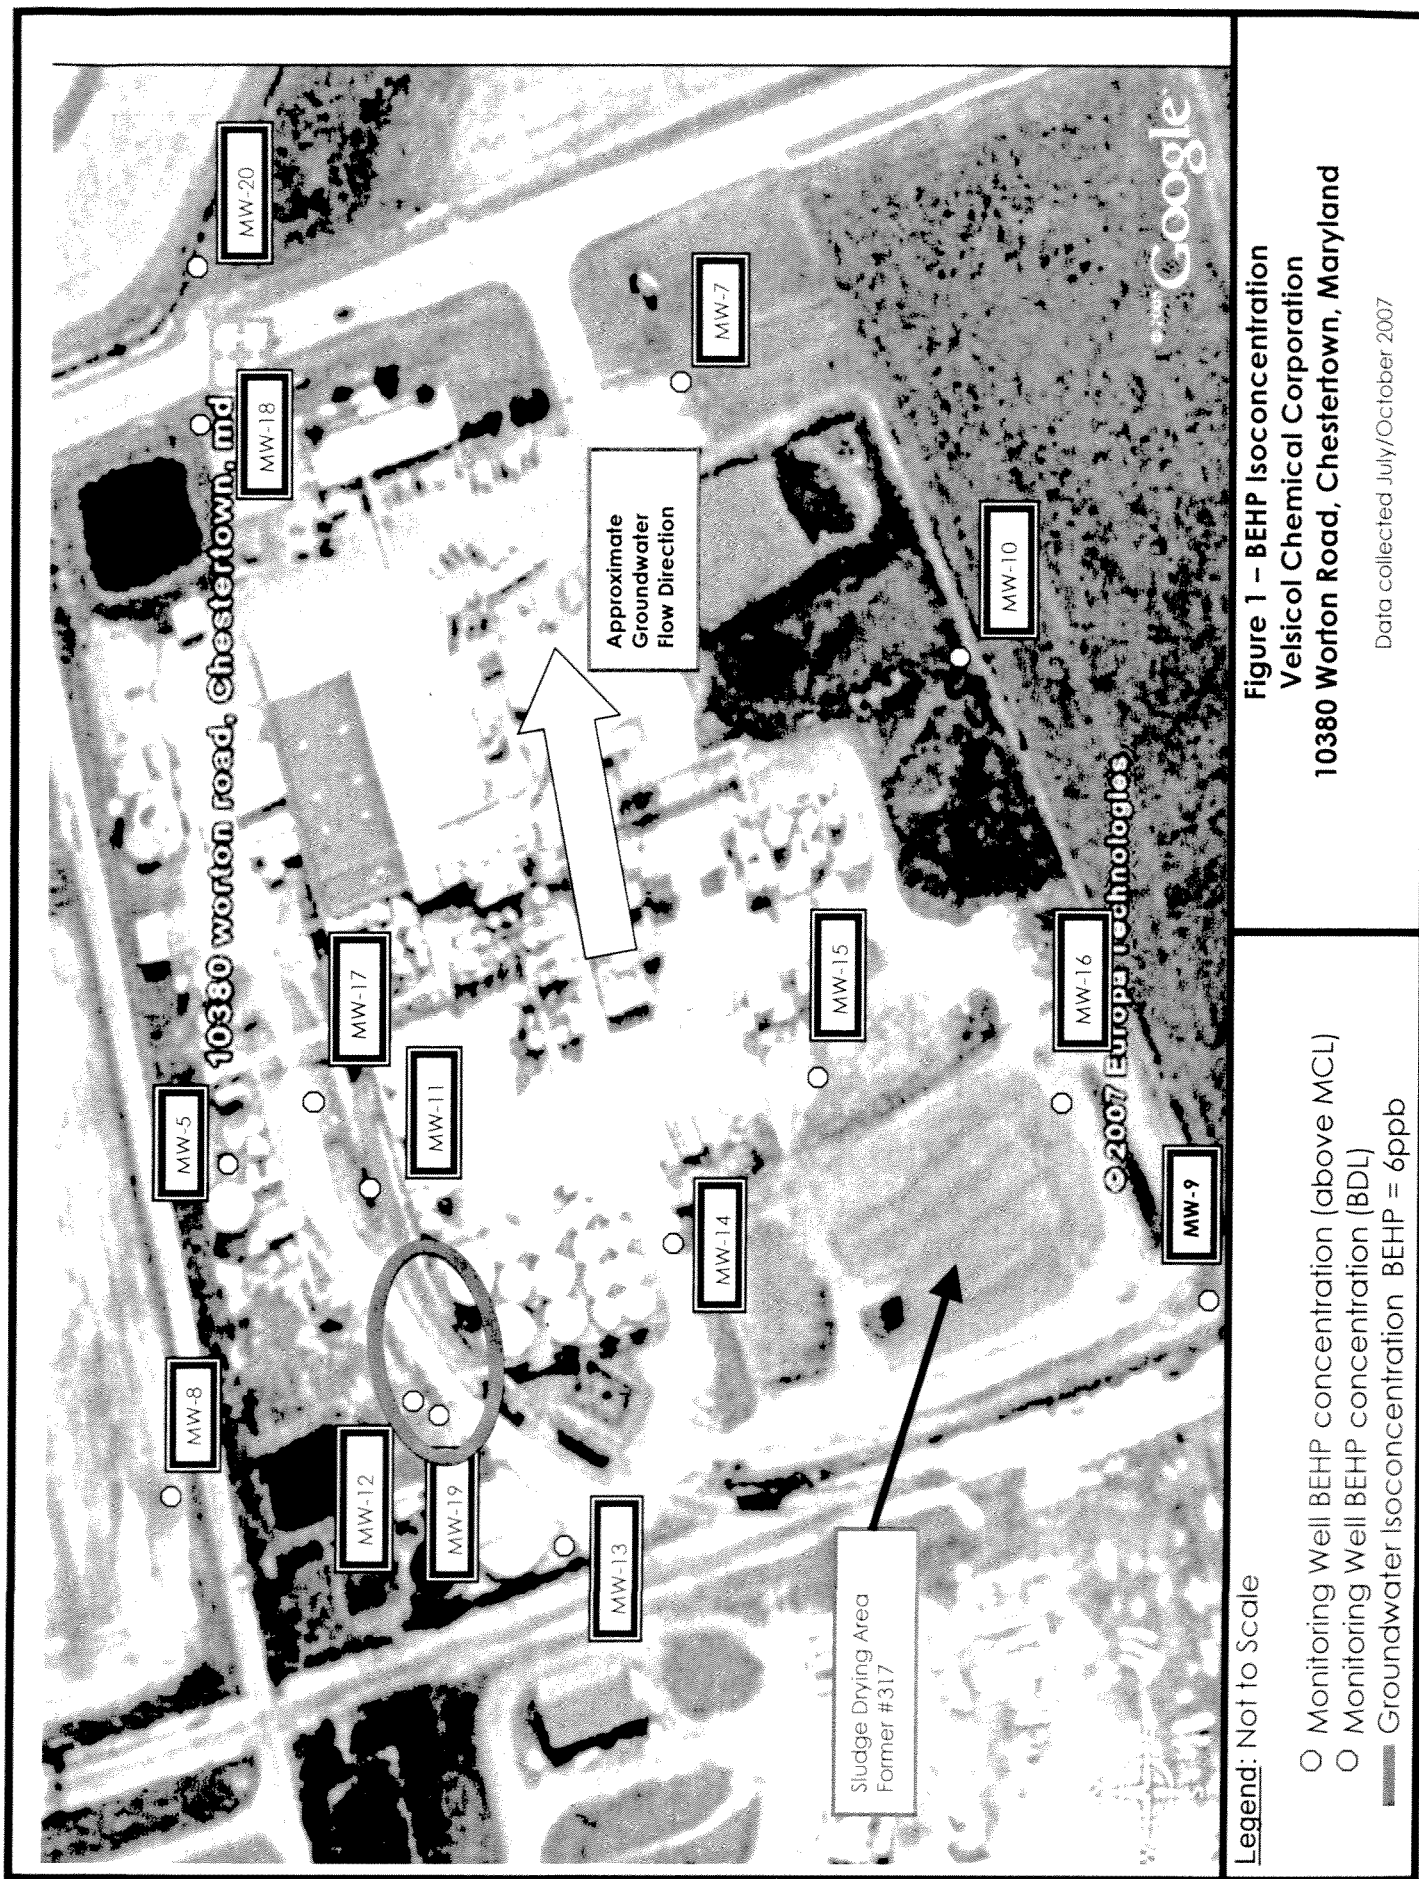 MW-20
MW-18
MW-7
10380 worton road, Chestertown, md
Approximate
Groundwater
Flow Direction
MW-10
MW-5
MW-17
MW-11
MW-15
MW-16
MW-8
MW-12
MW-19
MW-14
MW-9
MW-13
Sludge Drying Area
Former #317
© 2007 Europa Technologies
Google
Legend: Not to Scale
Monitoring Well BEHP concentration (above MCL)
Monitoring Well BEHP concentration (BDL)
Groundwater Isoconcentration BEHP = 6ppb
Figure 1 – BEHP Isoconcentration
Velsicol Chemical Corporation
10380 Worton Road, Chestertown, Maryland
Data collected July/October 2007